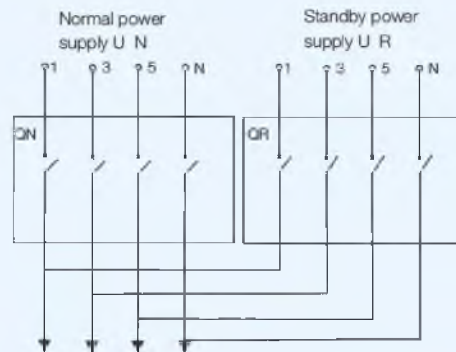 Normal power
supply U N
Standby power
supply U R
1 3 5 N
1 3 5 N
QN
QR